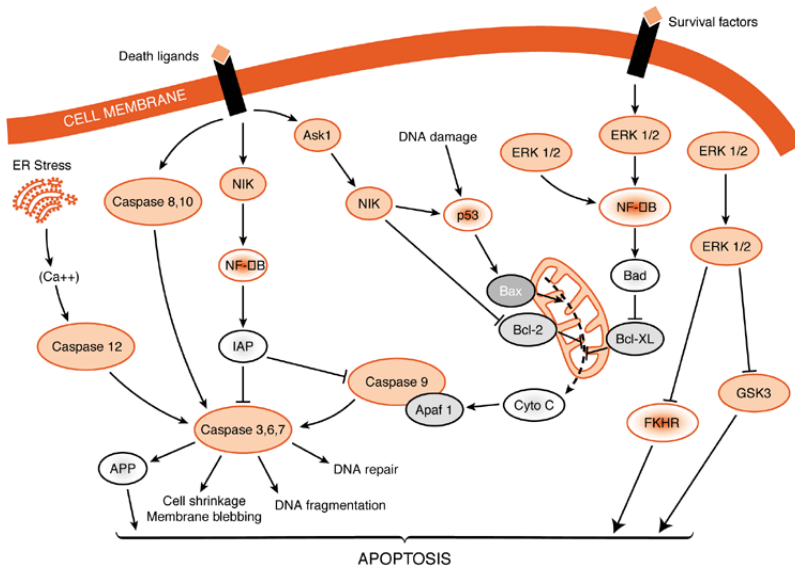 Survival factors
Death ligands
CELL MEMBRANE
Ask1
DNA damage
ERK 1/2
ERK 1/2
ERK 1/2
ER Stress
NIK
Caspase 8,10
NIK
p53
NF-□B
ERK 1/2
NF-□B
(Ca++)
Bad
Bax
IAP
Bcl-2
Bcl-XL
Caspase 12
Caspase 9
GSK3
Apaf 1
Cyto C
FKHR
Caspase 3,6,7
APP
DNA repair
Cell shrinkage
Membrane blebbing
DNA fragmentation
APOPTOSIS